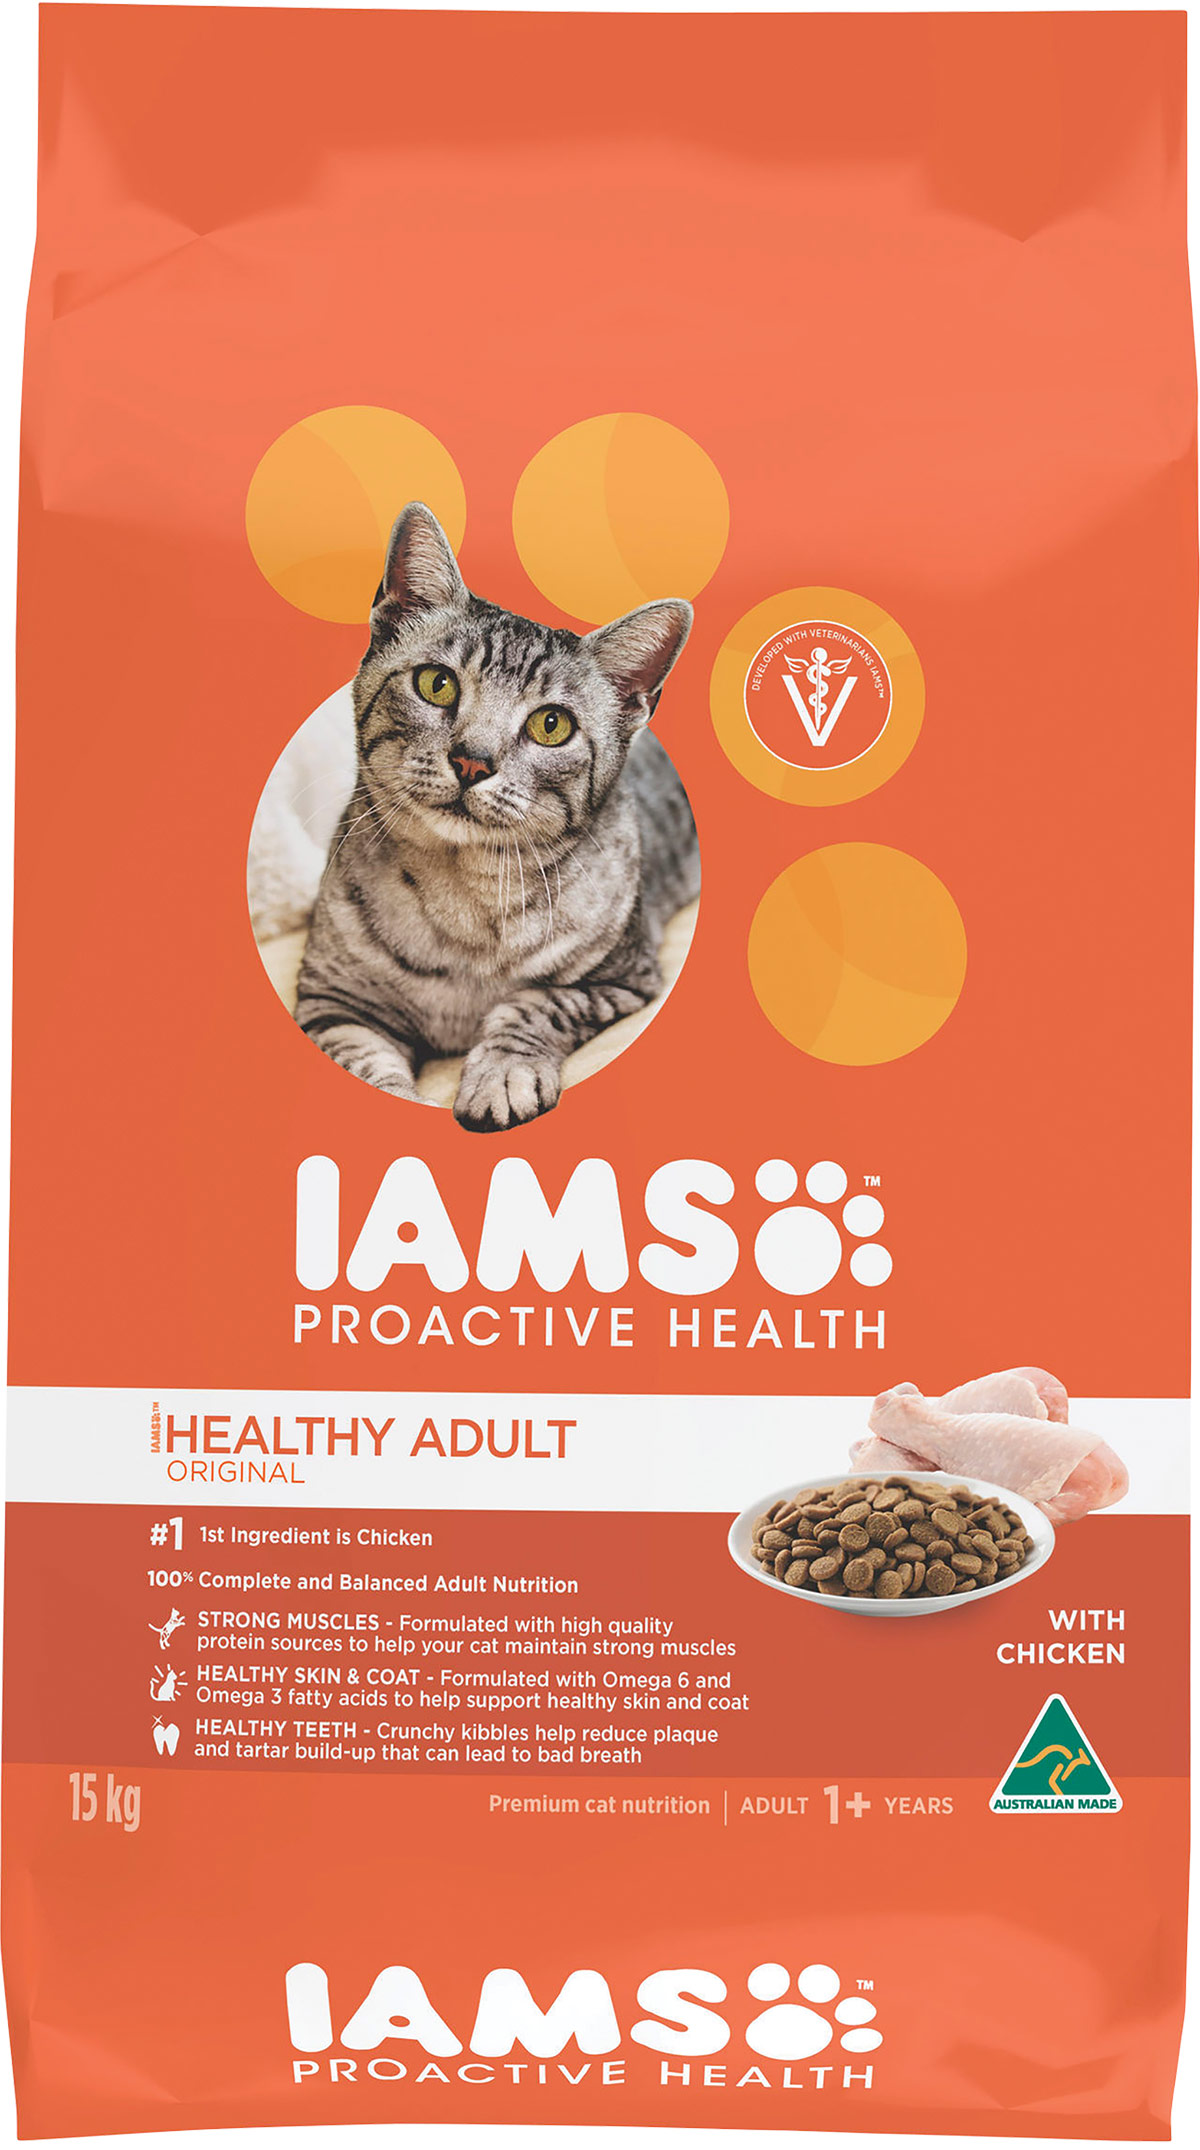 DEVELOPED WITH VETERINARIANS IAMS™
V
IAMS™
PROACTIVE HEALTH
IAMS™
HEALTHY ADULT
ORIGINAL
#1 1st Ingredient is Chicken
100% Complete and Balanced Adult Nutrition
STRONG MUSCLES - Formulated with high quality
protein sources to help your cat maintain strong muscles
HEALTHY SKIN & COAT - Formulated with Omega 6 and
Omega 3 fatty acids to help support healthy skin and coat
HEALTHY TEETH - Crunchy kibbles help reduce plaque
and tartar build-up that can lead to bad breath
WITH
CHICKEN
AUSTRALIAN MADE
15 kg
Premium cat nutrition | ADULT 1+ YEARS
IAMS™
PROACTIVE HEALTH